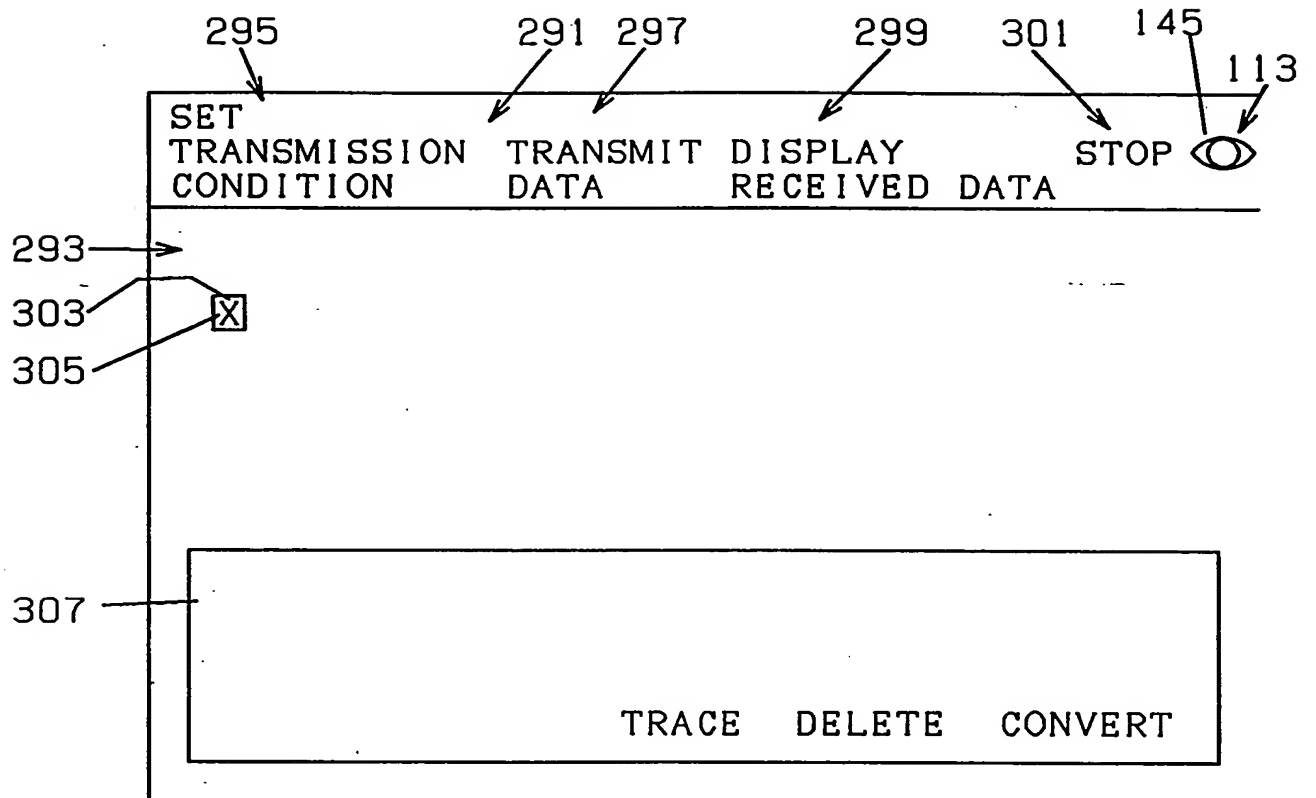 295 291 297 299 301 145
113
SET
TRANSMISSION TRANSMIT DISPLAY STOP
CONDITION DATA RECEIVED DATA
293
303 X
305
307
TRACE DELETE CONVERT